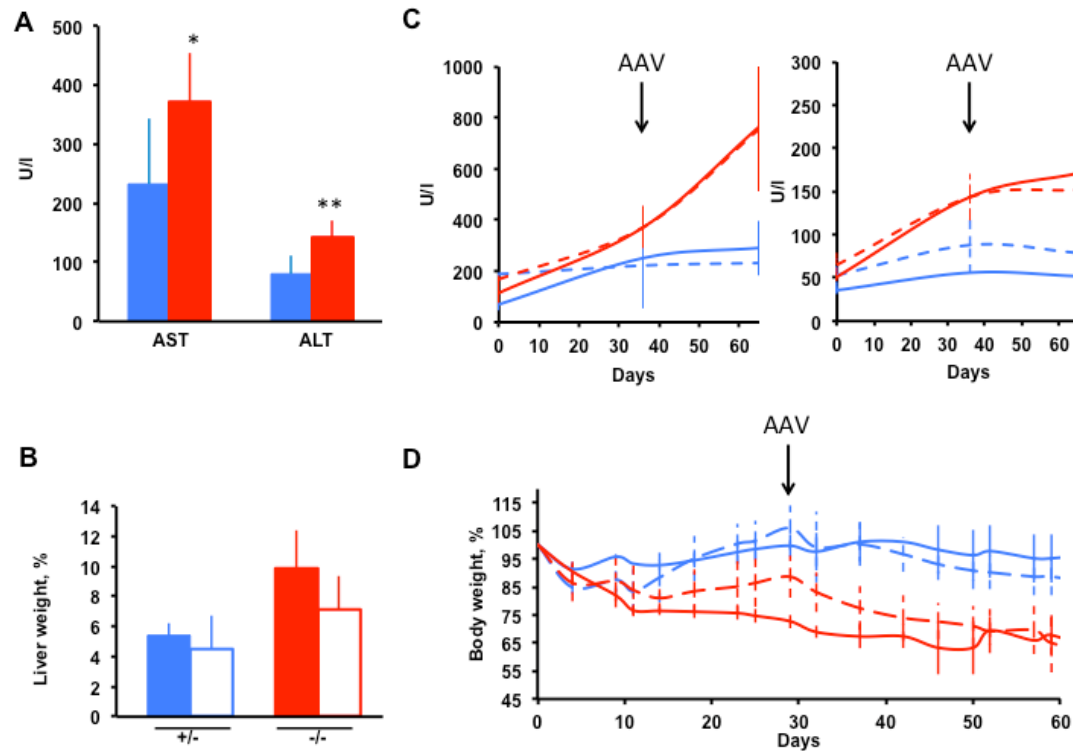 A
500
400
300
200
100
0
U/l
*
**
AST
ALT
C
AAV
1000
800
600
400
200
0
U/l
0 10 20 30 40 50 60
Days
AAV
300
250
200
150
100
50
0
U/l
0 10 20 30 40 50 60
Days
B
14
12
10
8
6
4
2
0
Liver weight, %
+/-
-/-
D
AAV
115
105
95
85
75
65
55
45
Body weight, %
0 10 20 30 40 50 60
Days